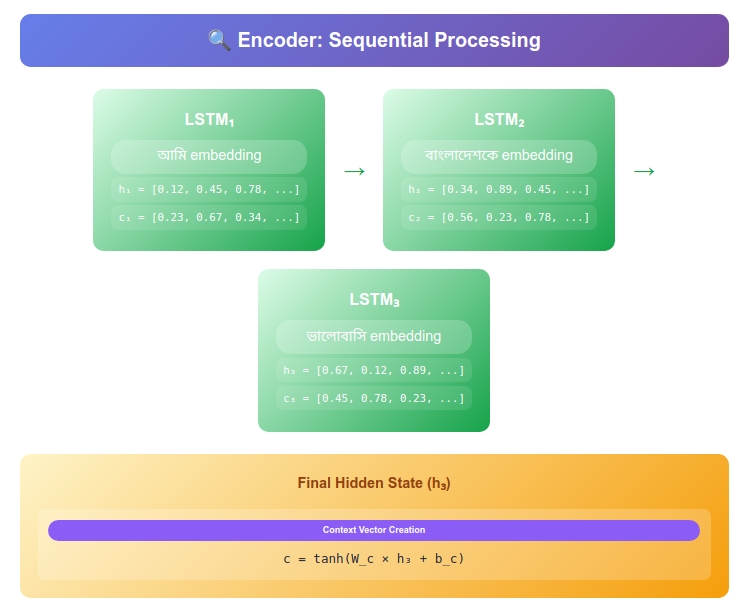 🔍 Encoder: Sequential Processing
LSTM₁
আমি embedding
h₁ = [0.12, 0.45, 0.78, ...]
c₁ = [0.23, 0.67, 0.34, ...]
→
LSTM₂
বাংলাদেশকে embedding
h₂ = [0.34, 0.89, 0.45, ...]
c₂ = [0.56, 0.23, 0.78, ...]
→
LSTM₃
ভালোবাসি embedding
h₃ = [0.67, 0.12, 0.89, ...]
c₃ = [0.45, 0.78, 0.23, ...]
Final Hidden State (h₃)
Context Vector Creation
c = tanh(W_c × h₃ + b_c)